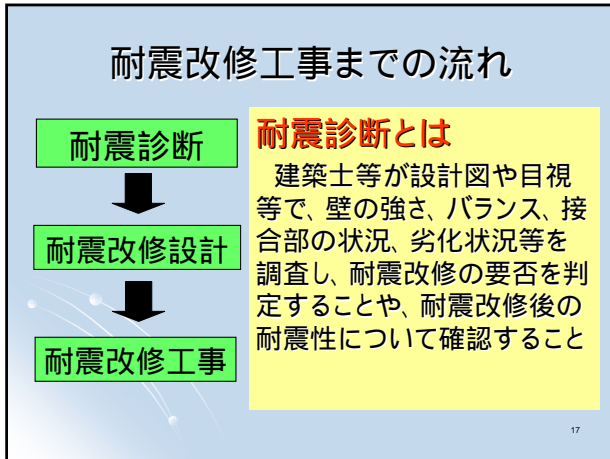 耐震改修工事までの流れ
耐震診断
耐震改修設計
耐震改修工事
耐震診断とは
建築士等が設計図や目視
等で、壁の強さ、バランス、接
合部の状況、劣化状況等を
調査し、耐震改修の要否を判
定することや、耐震改修後の
耐震性について確認すること
17